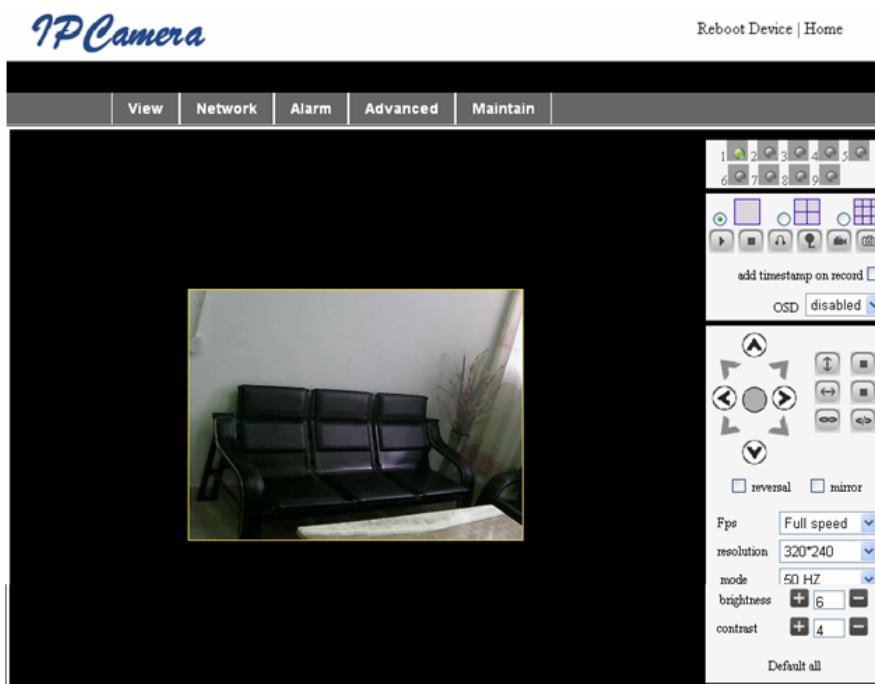 IPCamera
Reboot Device | Home
View Network Alarm Advanced Maintain
1 2 3 4 5
6 7 8 9
add timestamp on record
OSD disabled
reversal mirror
Fps Full speed
resolution 320*240
mode 50 HZ
brightness 6
contrast 4
Default all